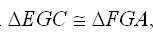 . ΔEGC ≅ ΔFGA,